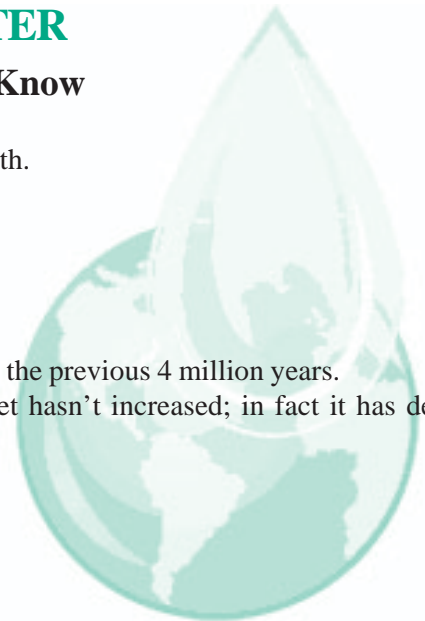 TER
Know
th.
the previous 4 million years.
et hasn’t increased; in fact it has de